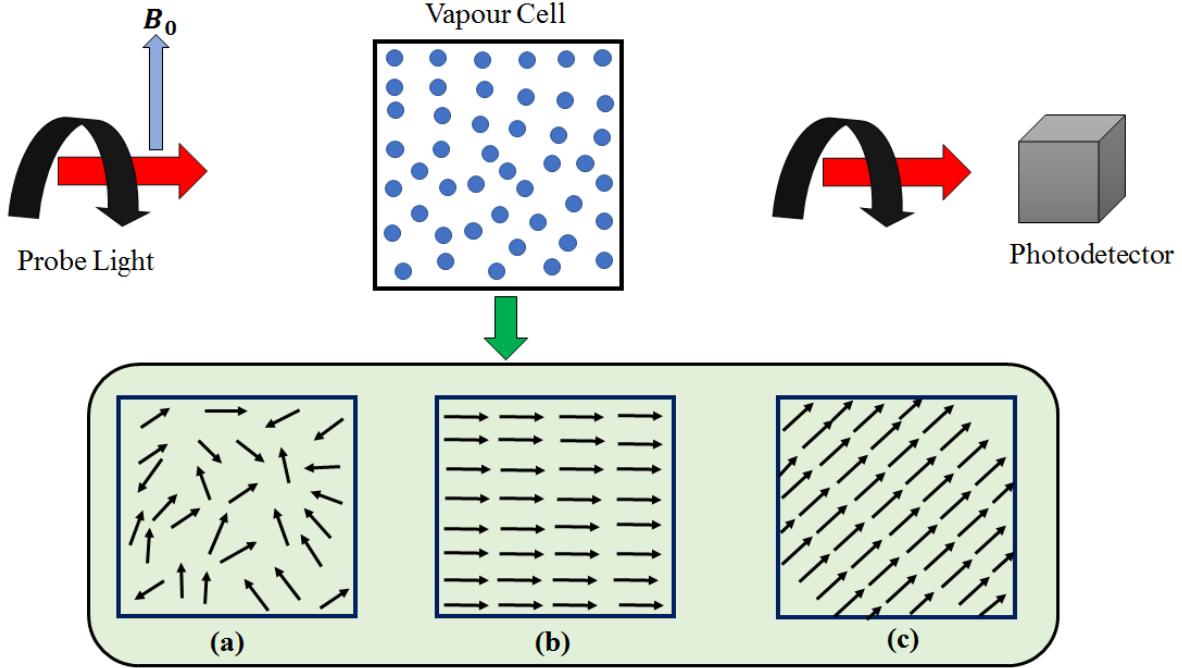 B₀
Vapour Cell
Probe Light
Photodetector
(a)
(b)
(c)